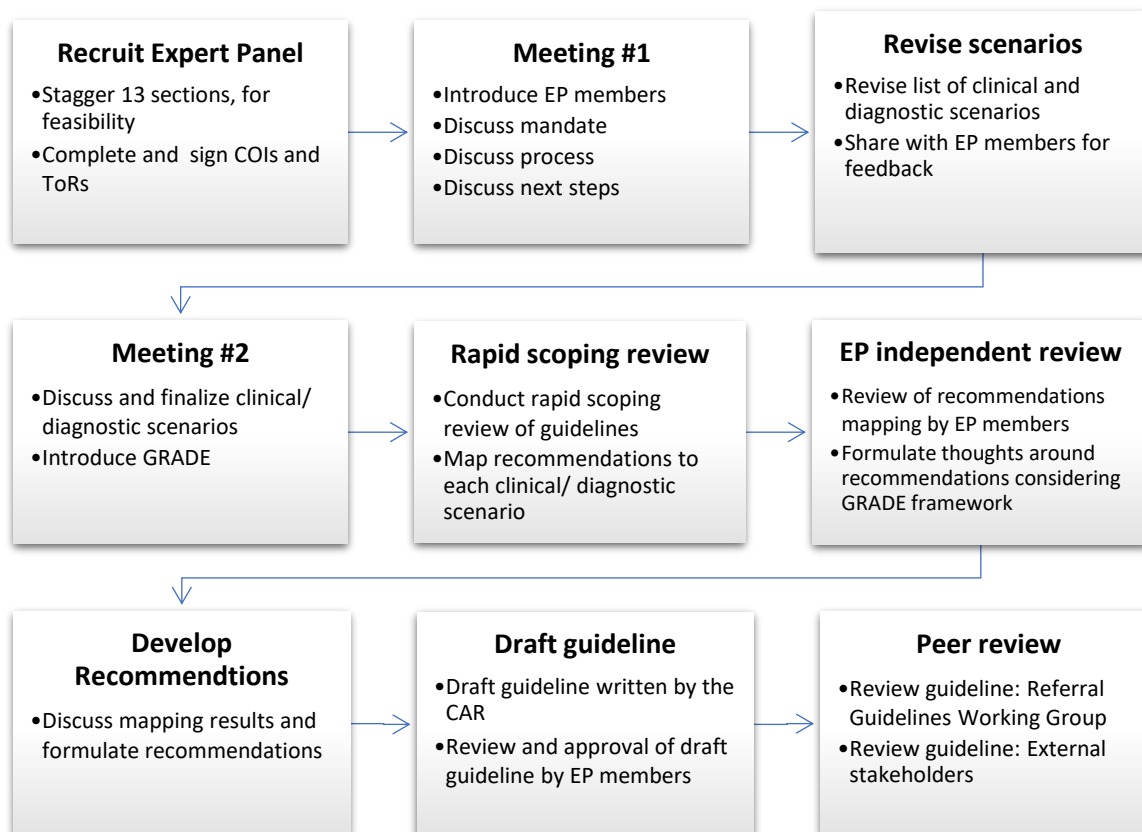 Recruit Expert Panel
•Stagger 13 sections, for
feasibility
•Complete and sign COIs and
ToRs
Meeting #1
•Introduce EP members
•Discuss mandate
•Discuss process
•Discuss next steps
Revise scenarios
•Revise list of clinical and
diagnostic scenarios
•Share with EP members for
feedback
Meeting #2
•Discuss and finalize clinical/
diagnostic scenarios
•Introduce GRADE
Rapid scoping review
•Conduct rapid scoping
review of guidelines
•Map recommendations to
each clinical/ diagnostic
scenario
EP independent review
•Review of recommendations
mapping by EP members
•Formulate thoughts around
recommendations considering
GRADE framework
Develop
Recommendtions
•Discuss mapping results and
formulate recommendations
Draft guideline
•Draft guideline written by the
CAR
•Review and approval of draft
guideline by EP members
Peer review
•Review guideline: Referral
Guidelines Working Group
•Review guideline: External
stakeholders